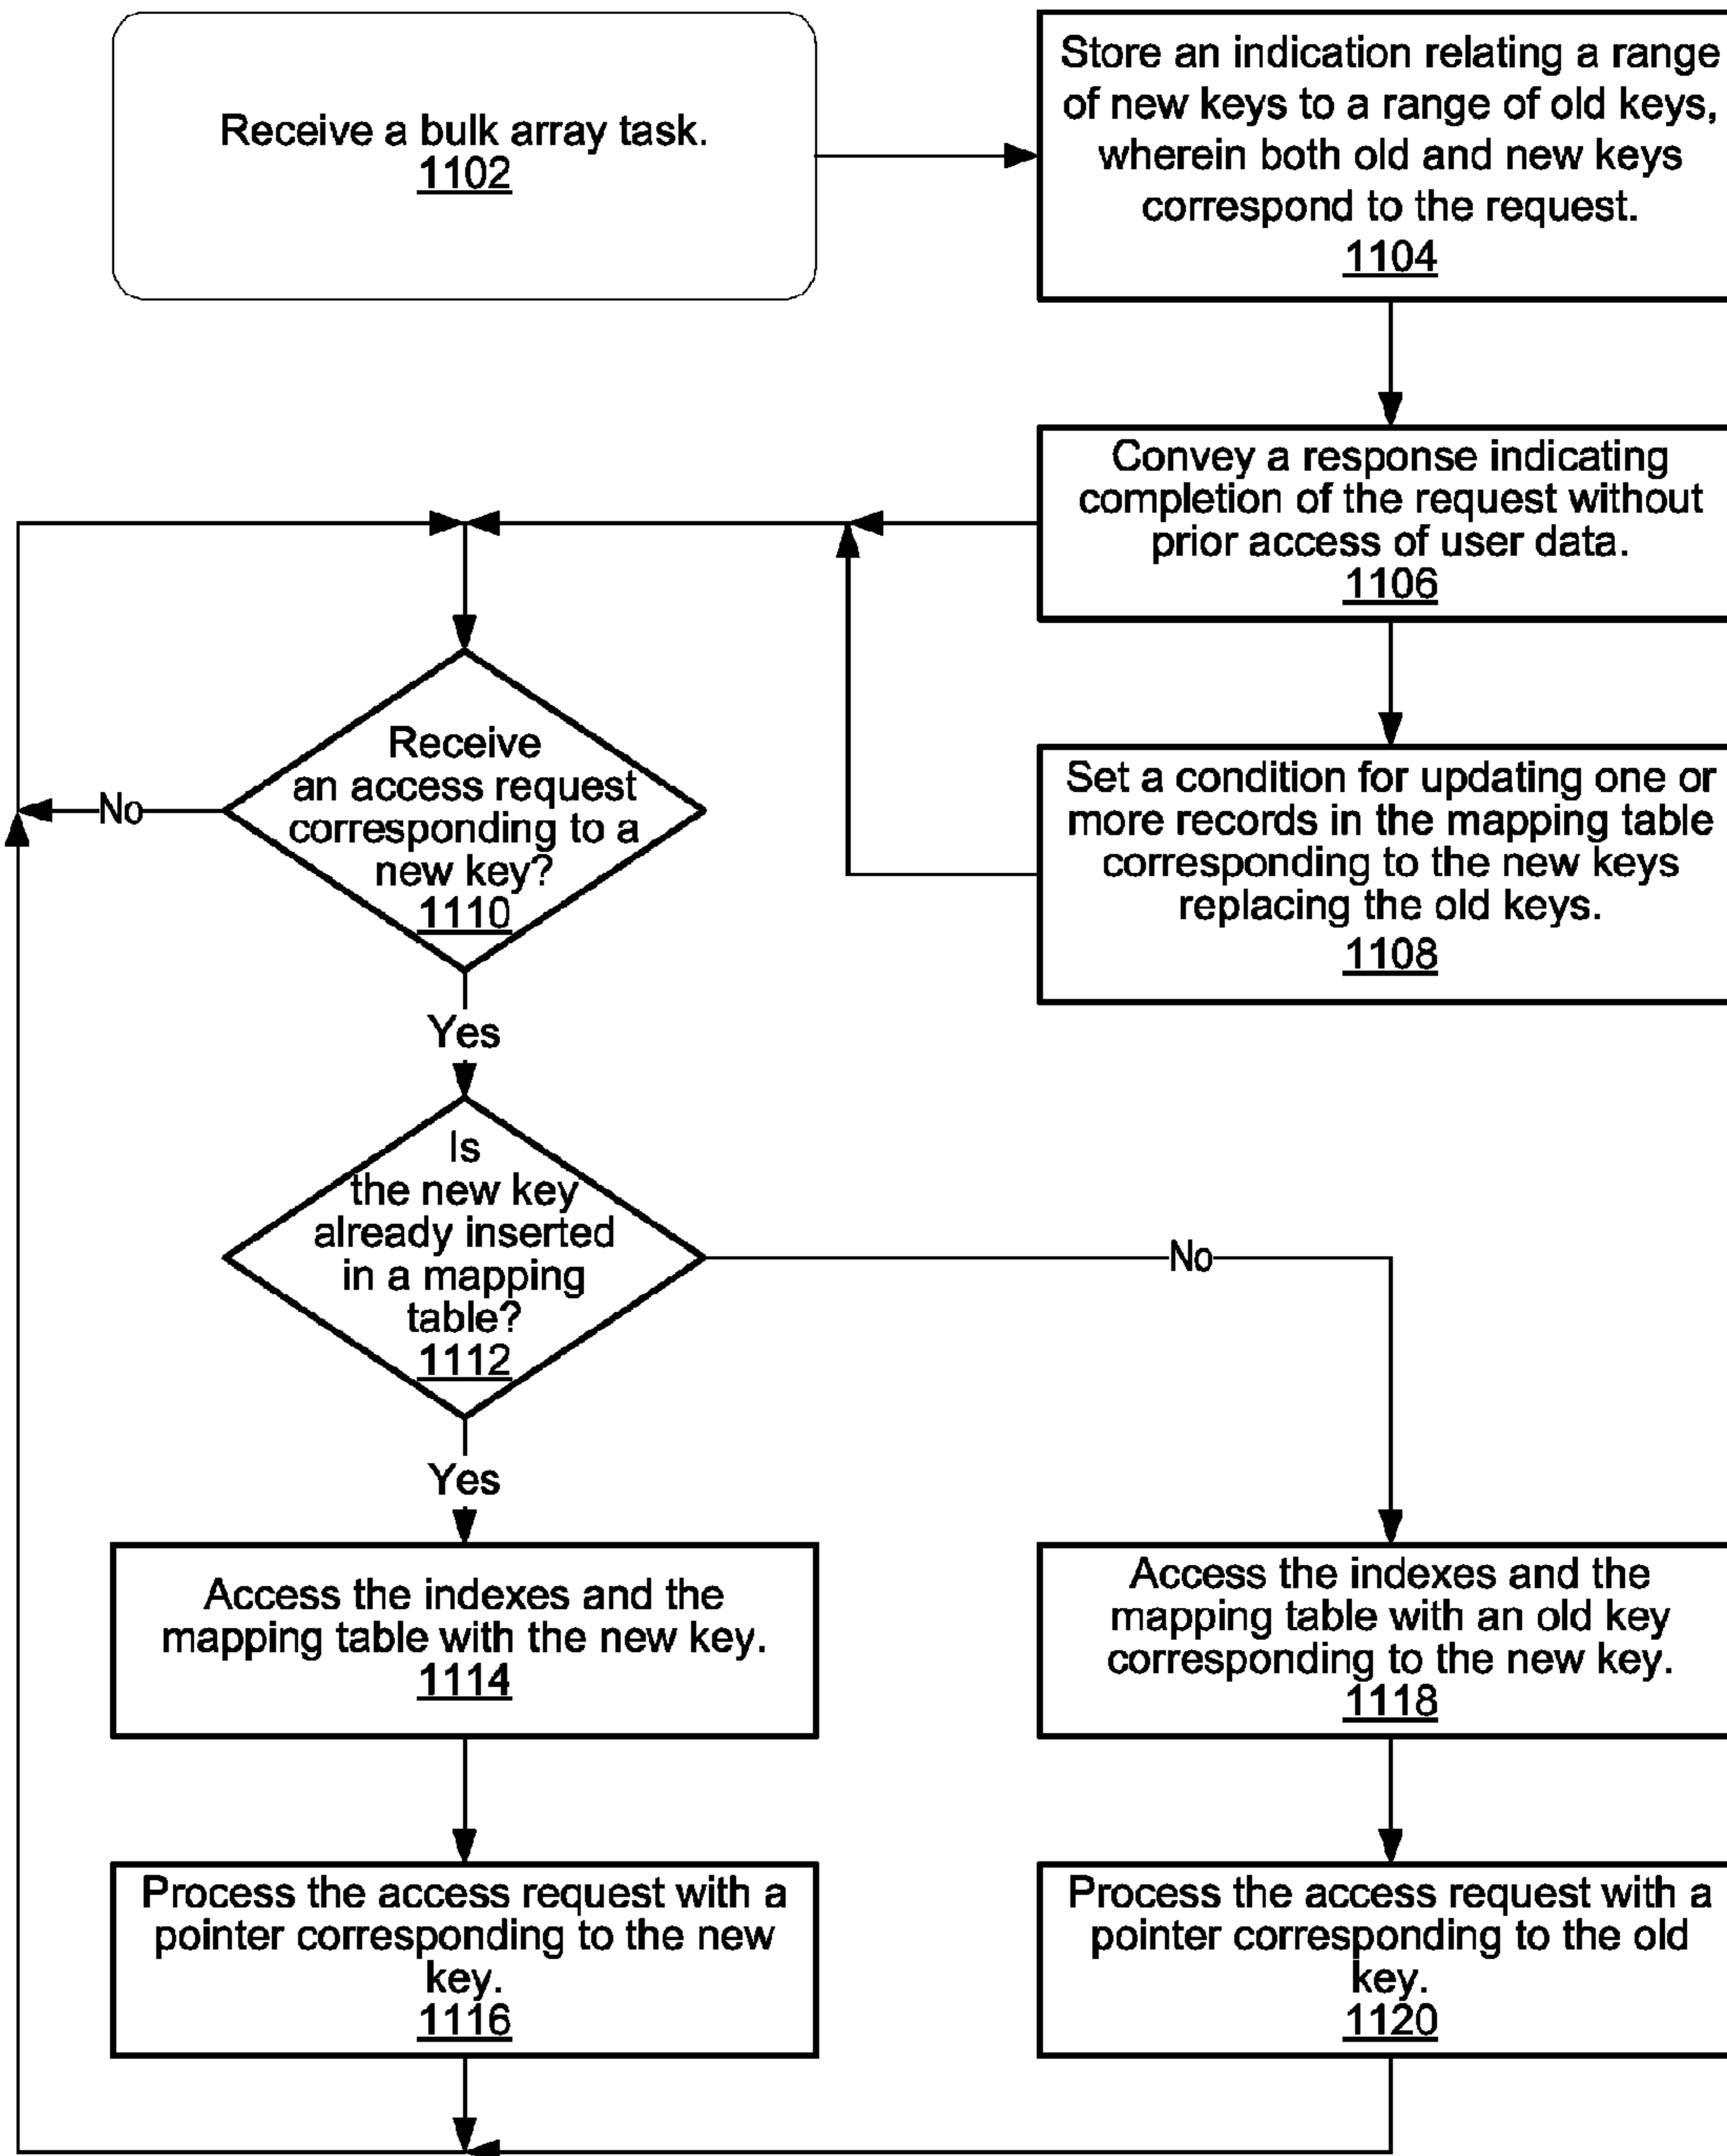 Receive a bulk array task.
1102
Store an indication relating a range
of new keys to a range of old keys,
wherein both old and new keys
correspond to the request.
1104
Convey a response indicating
completion of the request without
prior access of user data.
1106
Set a condition for updating one or
more records in the mapping table
corresponding to the new keys
replacing the old keys.
1108
Receive
an access request
corresponding to a
new key?
1110
No
Yes
Is
the new key
already inserted
in a mapping
table?
1112
No
Yes
Access the indexes and the
mapping table with the new key.
1114
Access the indexes and the
mapping table with an old key
corresponding to the new key.
1118
Process the access request with a
pointer corresponding to the new
key.
1116
Process the access request with a
pointer corresponding to the old
key.
1120